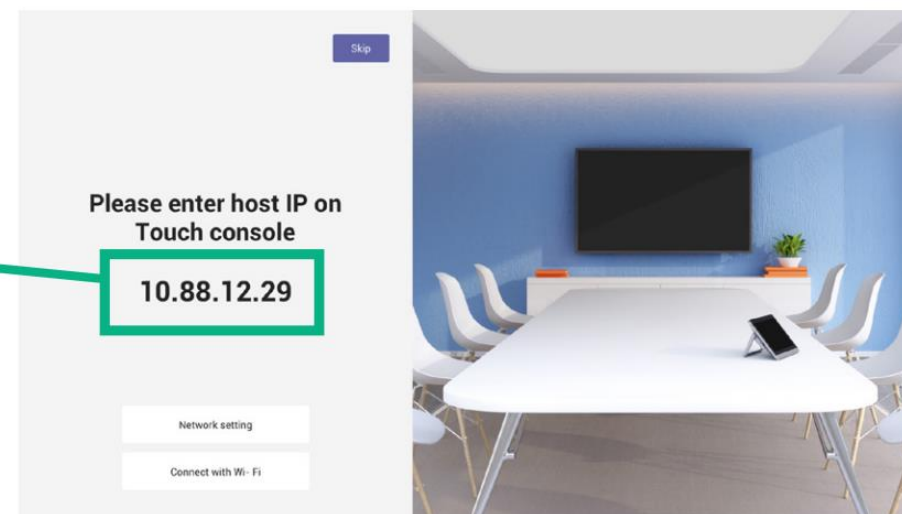 Skip
Please enter host IP on
Touch console
10.88.12.29
Network setting
Connect with Wi- Fi